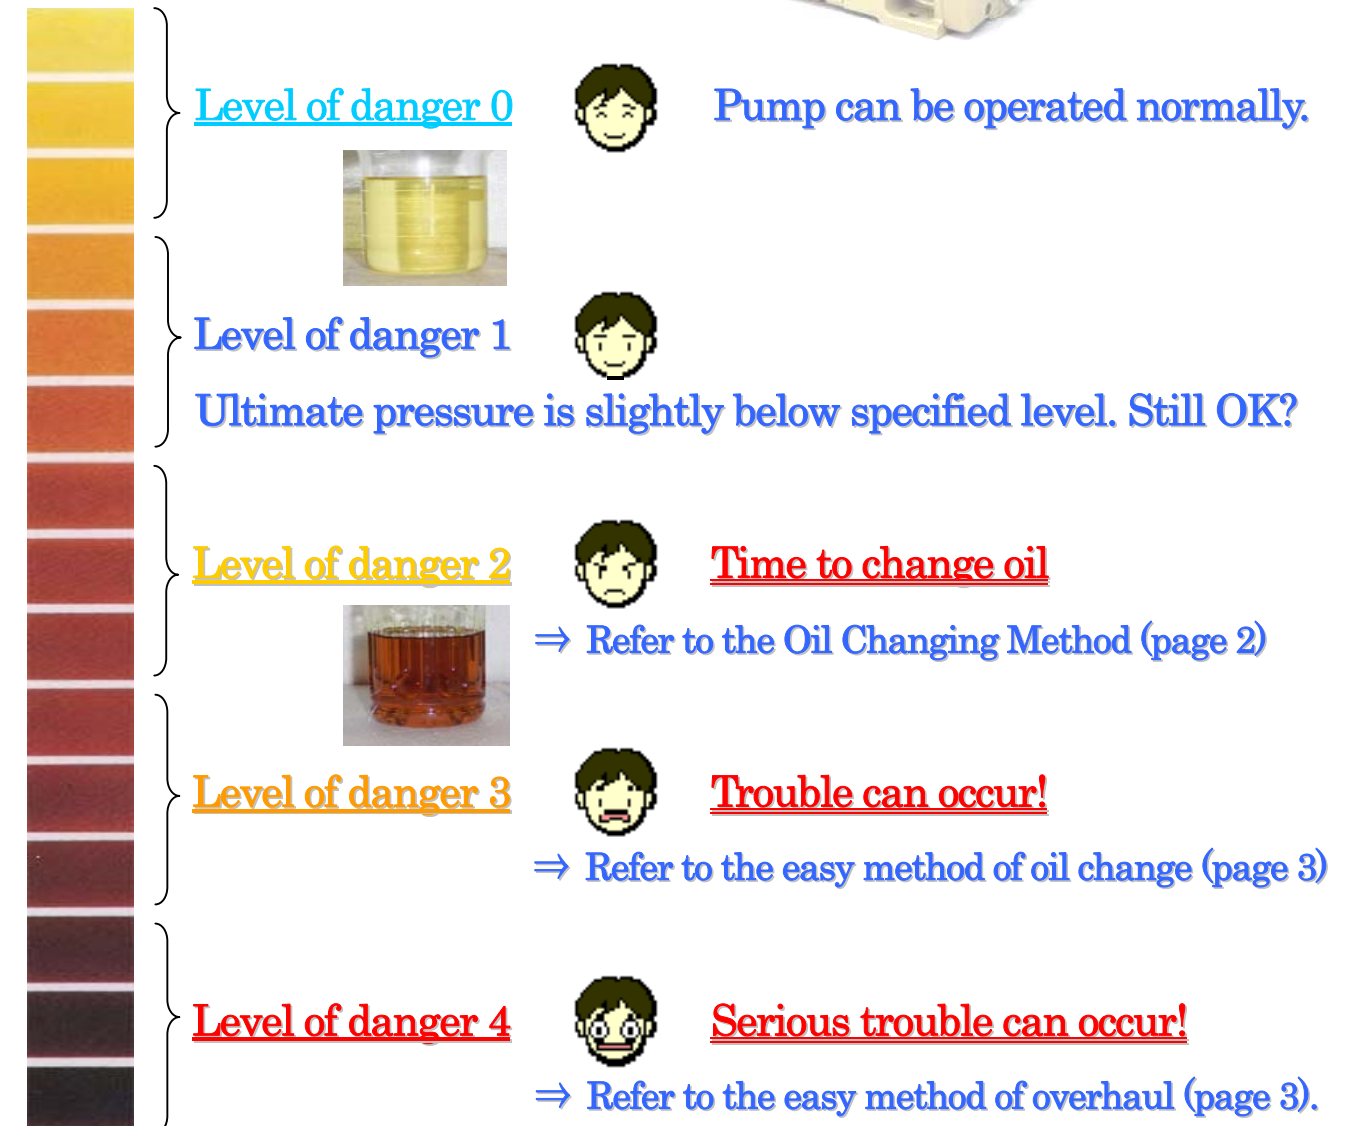 Level of danger 0
Pump can be operated normally.
Level of danger 1
Ultimate pressure is slightly below specified level. Still OK?
Level of danger 2
Time to change oil
⇒ Refer to the Oil Changing Method (page 2)
Level of danger 3
Trouble can occur!
⇒ Refer to the easy method of oil change (page 3)
Level of danger 4
Serious trouble can occur!
⇒ Refer to the easy method of overhaul (page 3).